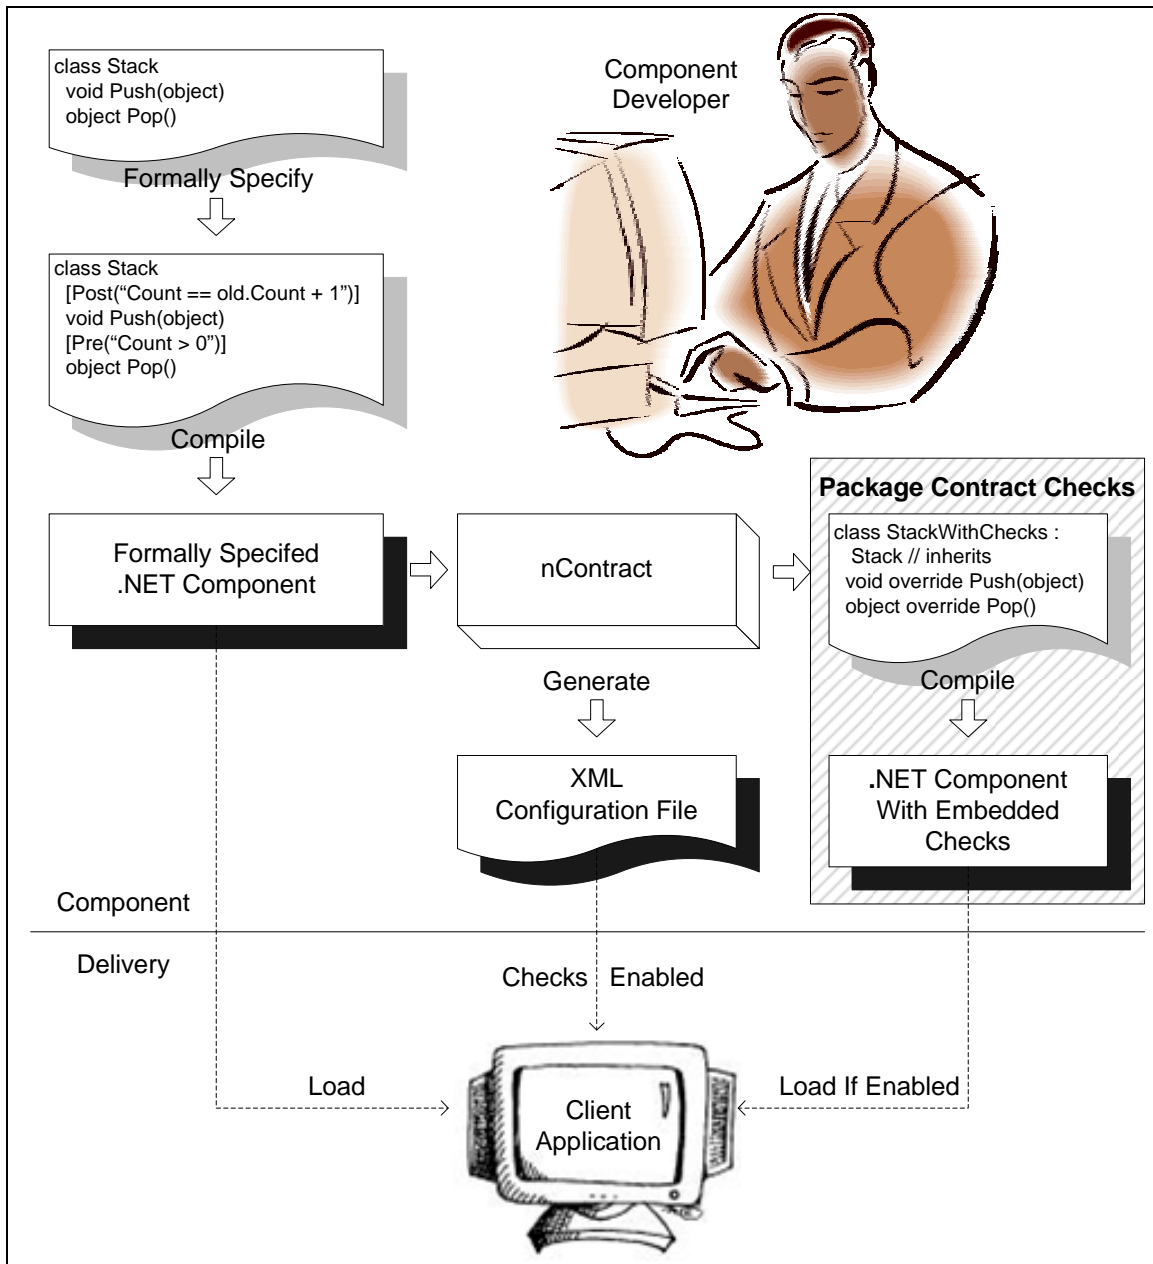 class Stack
void Push(object)
object Pop()
Formally Specify
Component
Developer
class Stack
[Post(“Count == old.Count + 1”)]
void Push(object)
[Pre(“Count > 0”)]
object Pop()
Compile
Formally Specifed
.NET Component
nContract
Generate
XML
Configuration File
Package Contract Checks
class StackWithChecks :
Stack // inherits
void override Push(object)
object override Pop()
Compile
.NET Component
With Embedded
Checks
Component
Delivery
Checks Enabled
Load
Load If Enabled
Client
Application